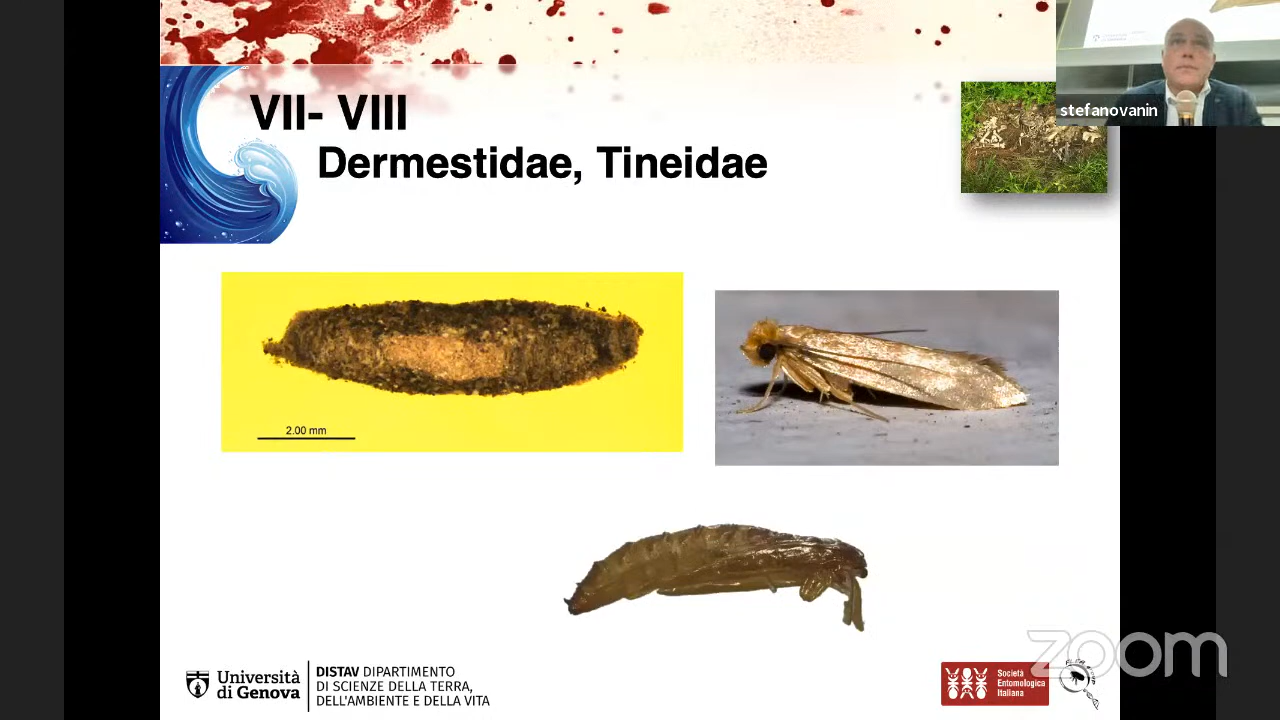 VII- VIII
Dermestidae, Tineidae
stefanovanin
2.00 mm
Università
di Genova
DISTAV DIPARTIMENTO
DI SCIENZE DELLA TERRA,
DELL'AMBIENTE E DELLA VITA
Società
Entomologica
Italiana
zoom